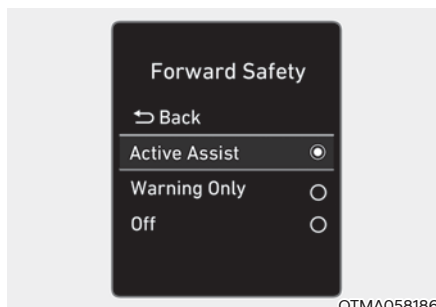 Forward Safety
Back
Active Assist
Warning Only
Off
OTMA058186